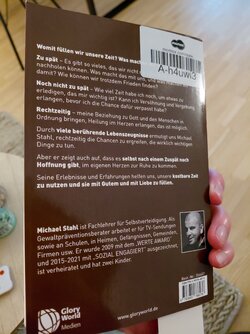 Womit füllen wir unsere Zeit? Was mach
Zu spät – Es gibt so vieles, das wir nicht
nachholen können. Was macht das mit uns, und
damit? Wie können wir trotzdem Frieden finden?
Noch nicht zu spät – Wie viel Zeit habe ich noch, um etwas zu
erledigen, das mir wichtig ist? Kann ich Versöhnung und Vergebung
erlangen, bevor ich die Chance dafür verpasst habe?
Rechtzeitig – meine Beziehung zu Gott und den Menschen in
Ordnung bringen, Heilung im Herzen erlangen, das ist möglich.
Durch viele berührende Lebenszeugnisse ermutigt uns Michael
Stahl, rechtzeitig die Chancen zu ergreifen, die wirklich wichtigen
Dinge zu tun.
Aber er zeigt auch auf, dass es selbst nach einem Zuspät noch
Hoffnung gibt, im eigenen Herzen zur Ruhe zu kommen.
Seine Erlebnisse und Erfahrungen helfen uns, unsere kostbare Zeit
zu nutzen und sie mit Gutem und mit Liebe zu füllen.
Michael Stahl ist Fachlehrer für Selbstverteidigung. Als
Gewaltpräventionsberater arbeitet er für TV-Sendungen
sowie an Schulen, in Heimen, Gefängnissen, Gemeinden,
Firmen usw. Er wurde 2009 mit dem „WERTE AWARD“
und 2015-2021 mit „SOZIAL ENGAGIERT“ ausgezeichnet,
ist verheiratet und hat zwei Kinder.
Glory
World
Medien
www.gloryworld.de
A-h4uwi3